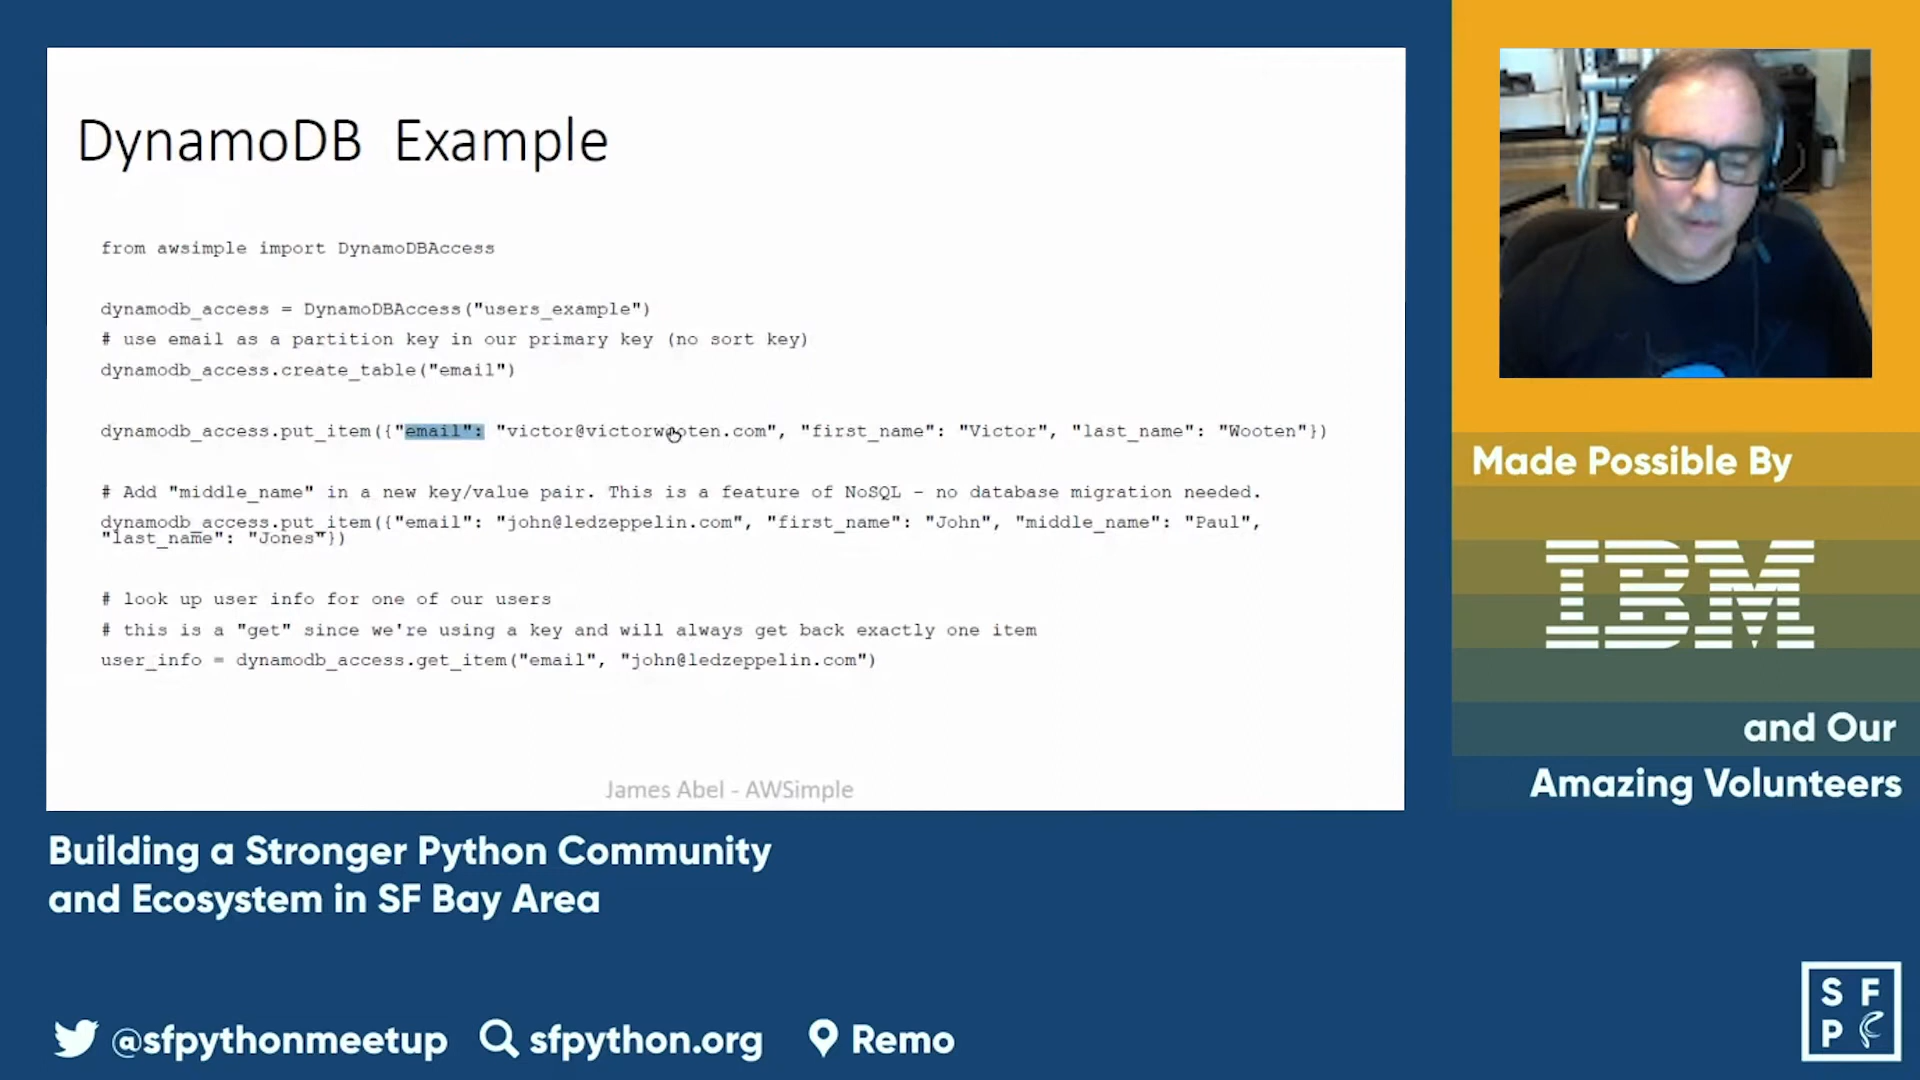 DynamoDB Example
from awsimple import DynamoDBAccess
dynamodb_access = DynamoDBAccess("users_example")
# use email as a partition key in our primary key (no sort key)
dynamodb_access.create_table("email")
dynamodb_access.put_item({"email": "victor@victorwooten.com", "first_name": "Victor", "last_name": "Wooten"})
# Add "middle_name" in a new key/value pair. This is a feature of NoSQL - no database migration needed.
dynamodb_access.put_item({"email": "john@ledzeppelin.com", "first_name": "John", "middle_name": "Paul",
"last_name": "Jones"})
# look up user info for one of our users
# this is a "get" since we're using a key and will always get back exactly one item
user_info = dynamodb_access.get_item("email", "john@ledzeppelin.com")
James Abel - AWSimple
Made Possible By
IBM
and Our
Amazing Volunteers
Building a Stronger Python Community
and Ecosystem in SF Bay Area
@sfpythonmeetup sfpython.org Remo
S F
P